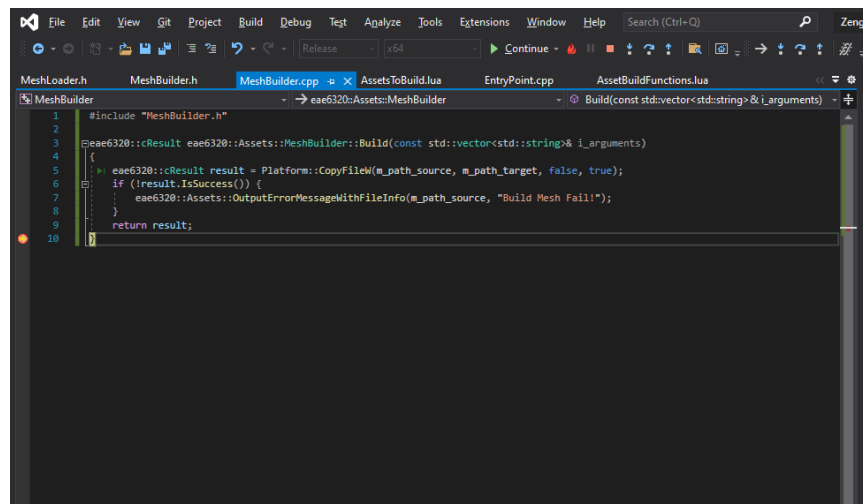 File Edit View Git Project Build Debug Test Analyze Tools Extensions Window Help Search (Ctrl+Q) Zeng
Release x64 Continue
MeshLoader.h MeshBuilder.h MeshBuilder.cpp AssetsToBuild.lua EntryPoint.cpp AssetBuildFunctions.lua
MeshBuilder eae6320::Assets::MeshBuilder Build(const std::vector<std::string>& i_arguments)
1 #include "MeshBuilder.h"
2
3 eae6320::cResult eae6320::Assets::MeshBuilder::Build(const std::vector<std::string>& i_arguments)
4 {
5 eae6320::cResult result = Platform::CopyFileW(m_path_source, m_path_target, false, true);
6 if (!result.IsSuccess()) {
7 eae6320::Assets::OutputErrorMessageWithFileInfo(m_path_source, "Build Mesh Fail!");
8 }
9 return result;
10 }